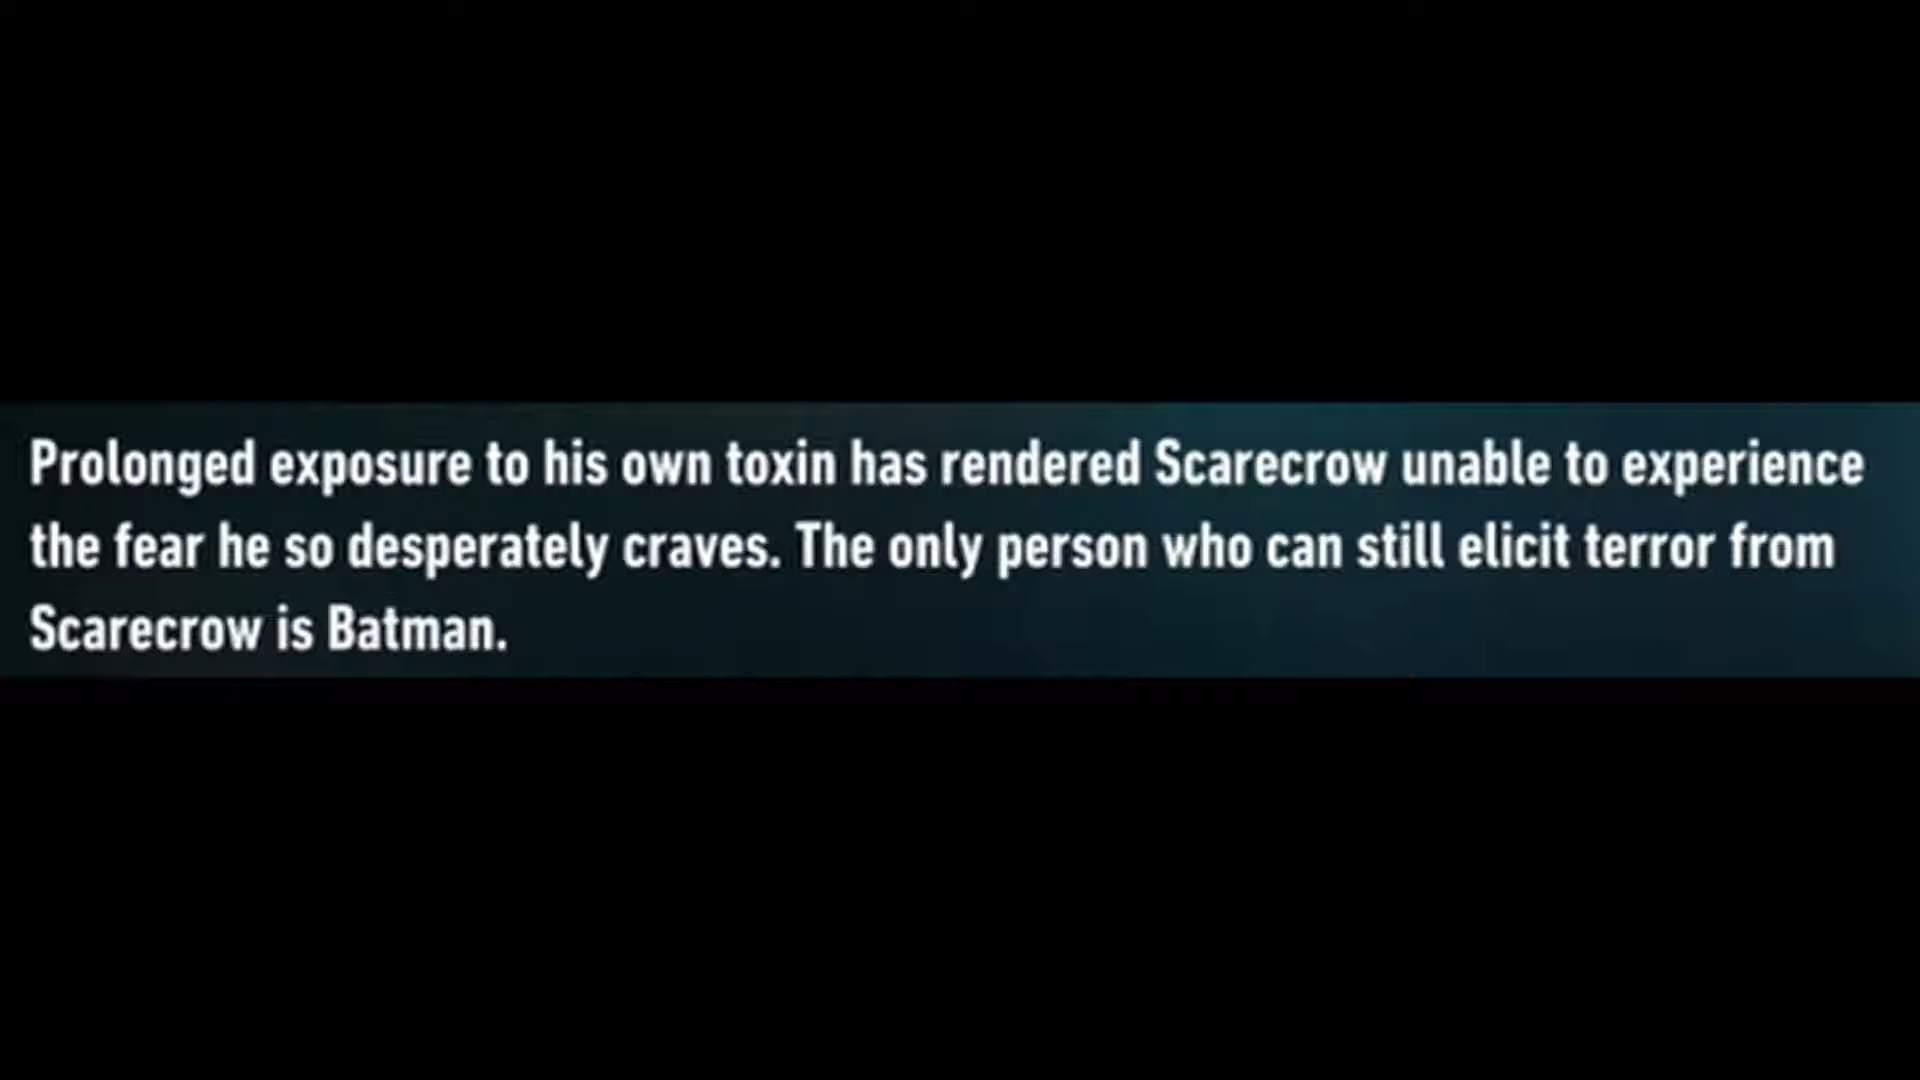 Prolonged exposure to his own toxin has rendered Scarecrow unable to experience
the fear he so desperately craves. The only person who can still elicit terror from
Scarecrow is Batman.